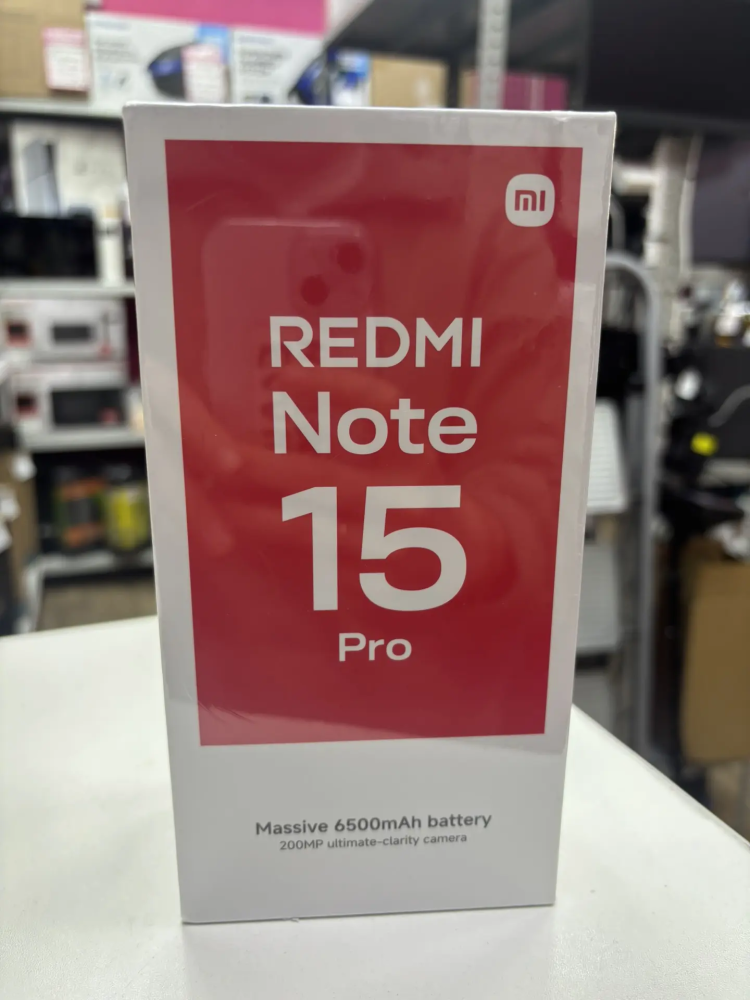 mi
REDMI
Note
15
Pro
Massive 6500mAh battery
200MP ultimate-clarity camera